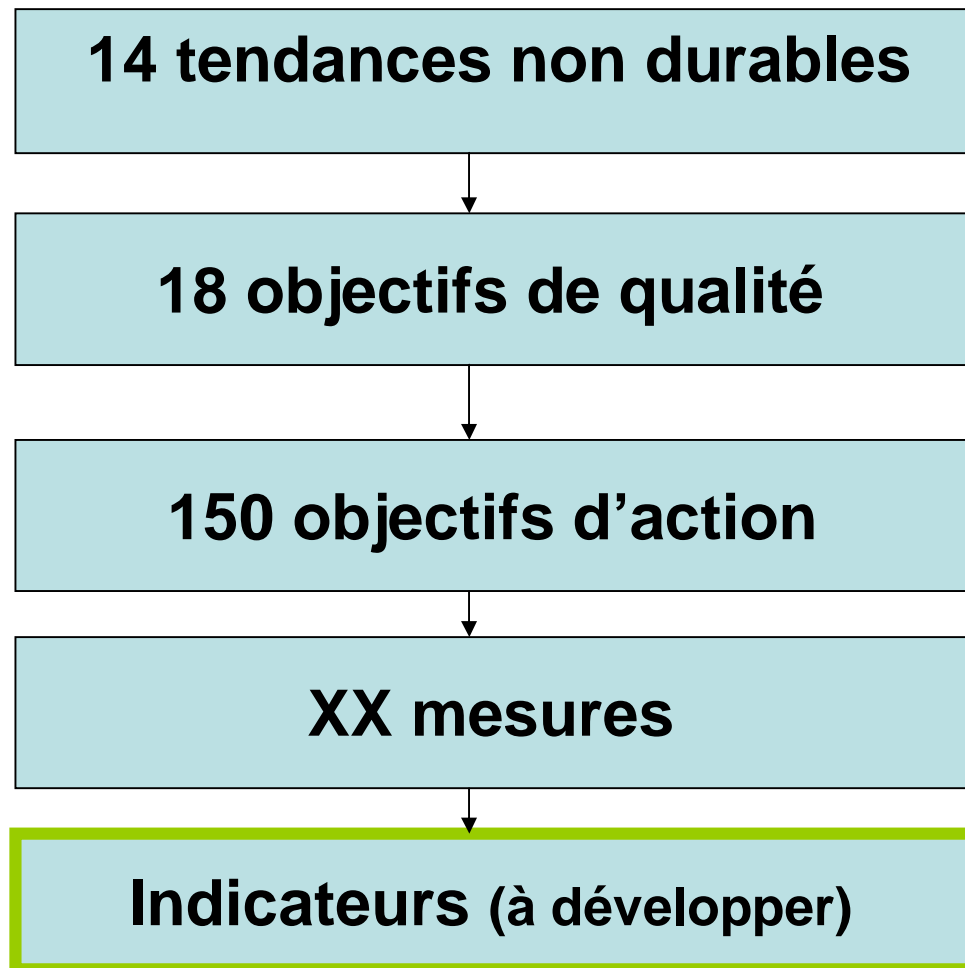 14 tendances non durables
18 objectifs de qualité
150 objectifs d’action
XX mesures
Indicateurs (à développer)